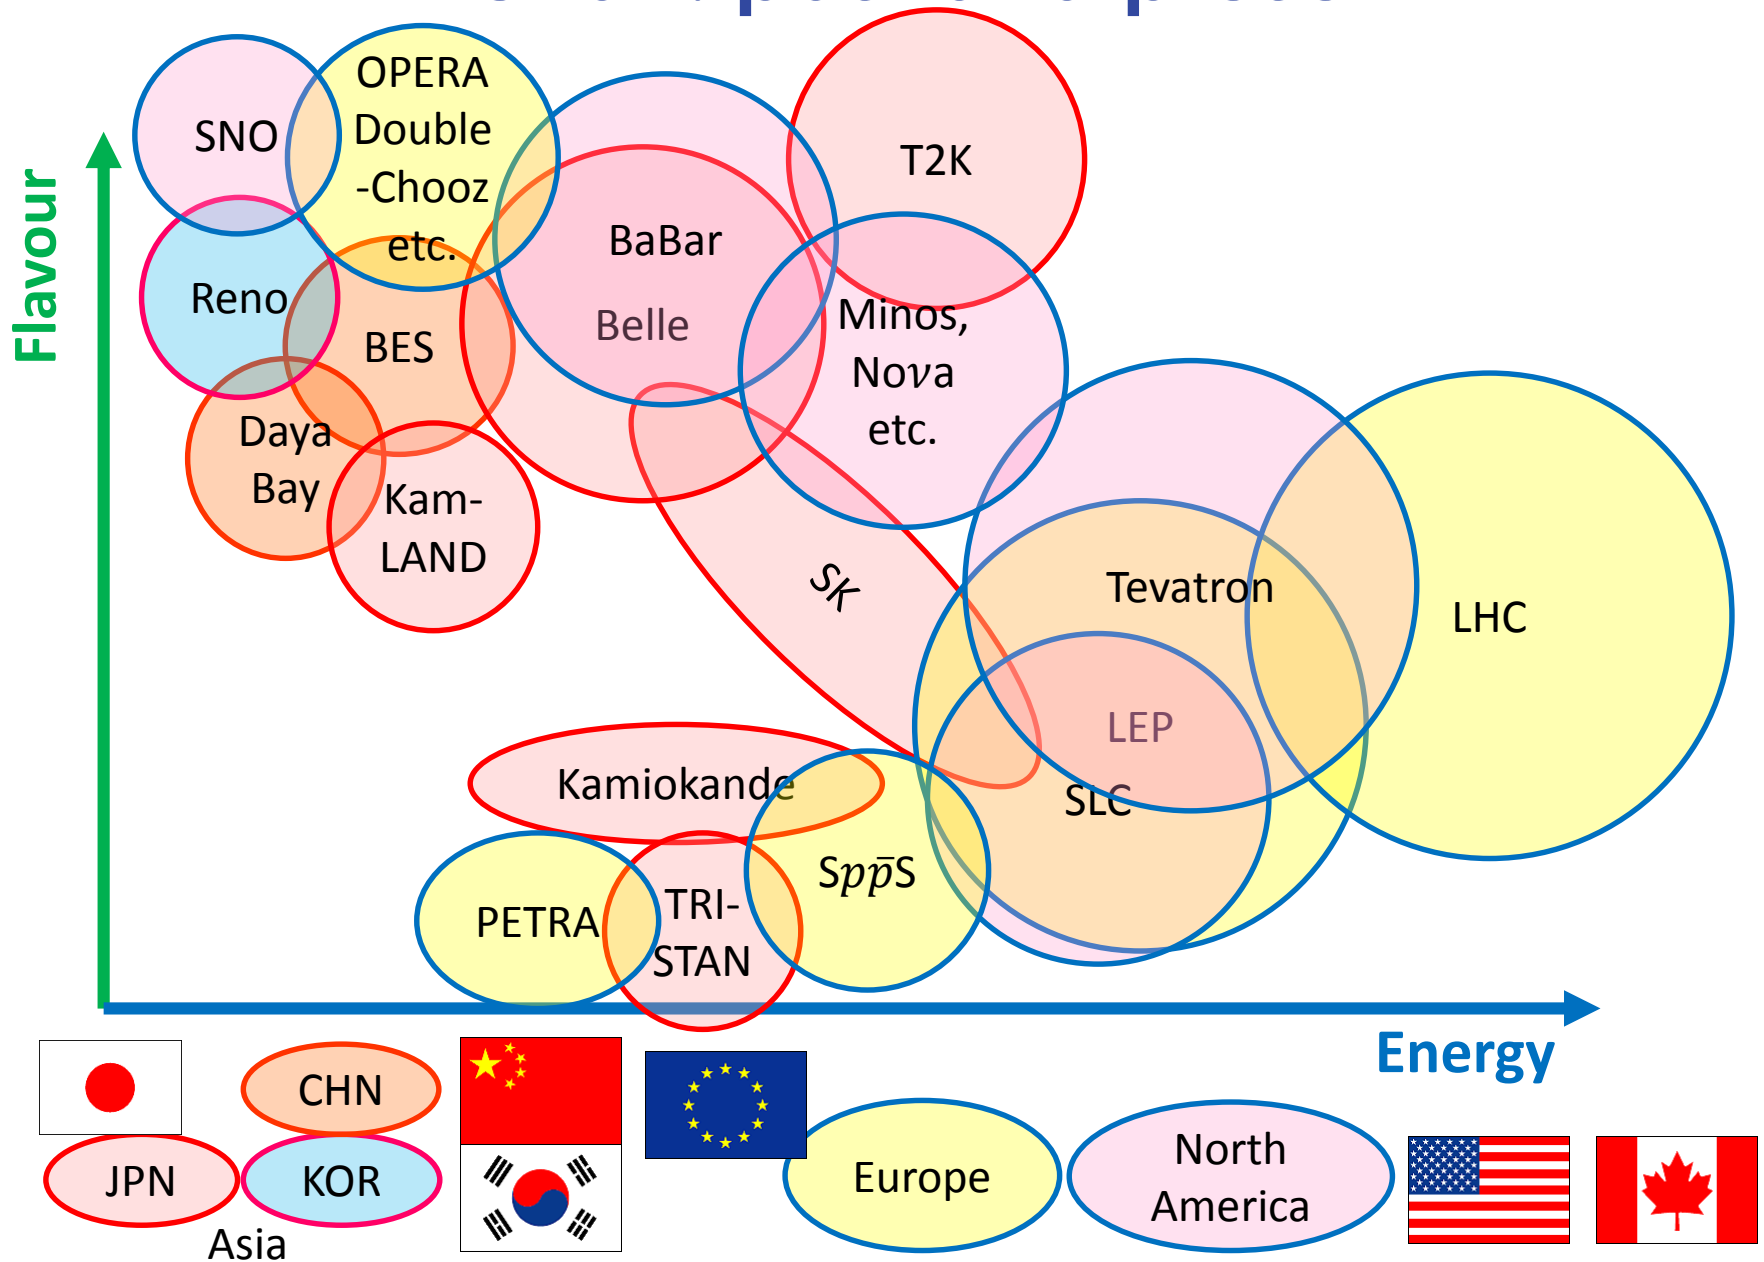 OPERA
Double
-Chooz
etc.
SNO
T2K
BaBar
Reno
Belle
Minos,
Noνa
etc.
BES
Daya
Bay
Kam-
LAND
SK
Tevatron
LHC
LEP
SLC
Kamiokande
Spp̄S
PETRA
TRI-
STAN
Flavour
Energy
CHN
JPN
KOR
Asia
Europe
North
America